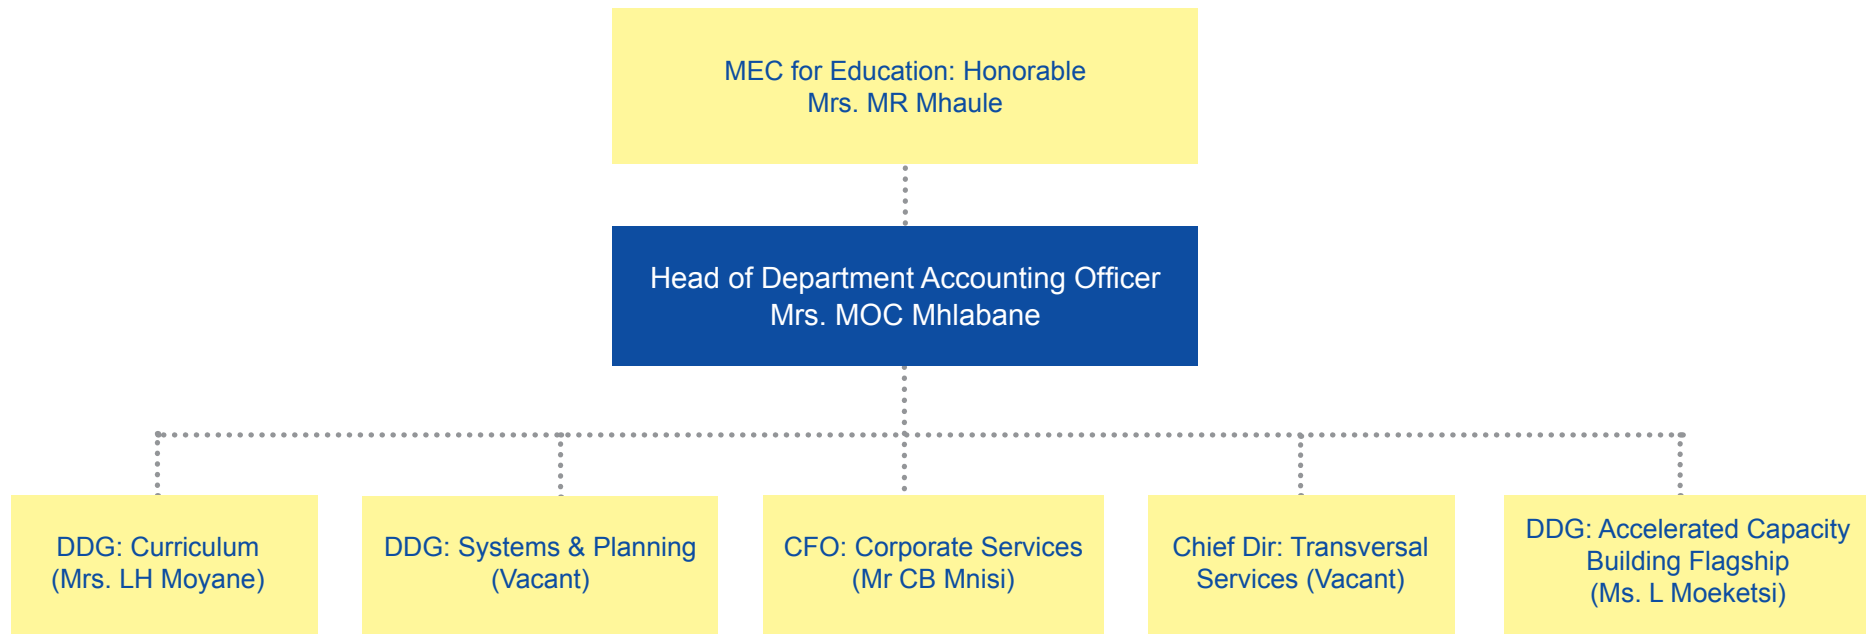 MEC for Education: Honorable
Mrs. MR Mhaule
Head of Department Accounting Officer
Mrs. MOC Mhlabane
DDG: Curriculum
(Mrs. LH Moyane)
DDG: Systems & Planning
(Vacant)
CFO: Corporate Services
(Mr CB Mnisi)
Chief Dir: Transversal
Services (Vacant)
DDG: Accelerated Capacity
Building Flagship
(Ms. L Moeketsi)